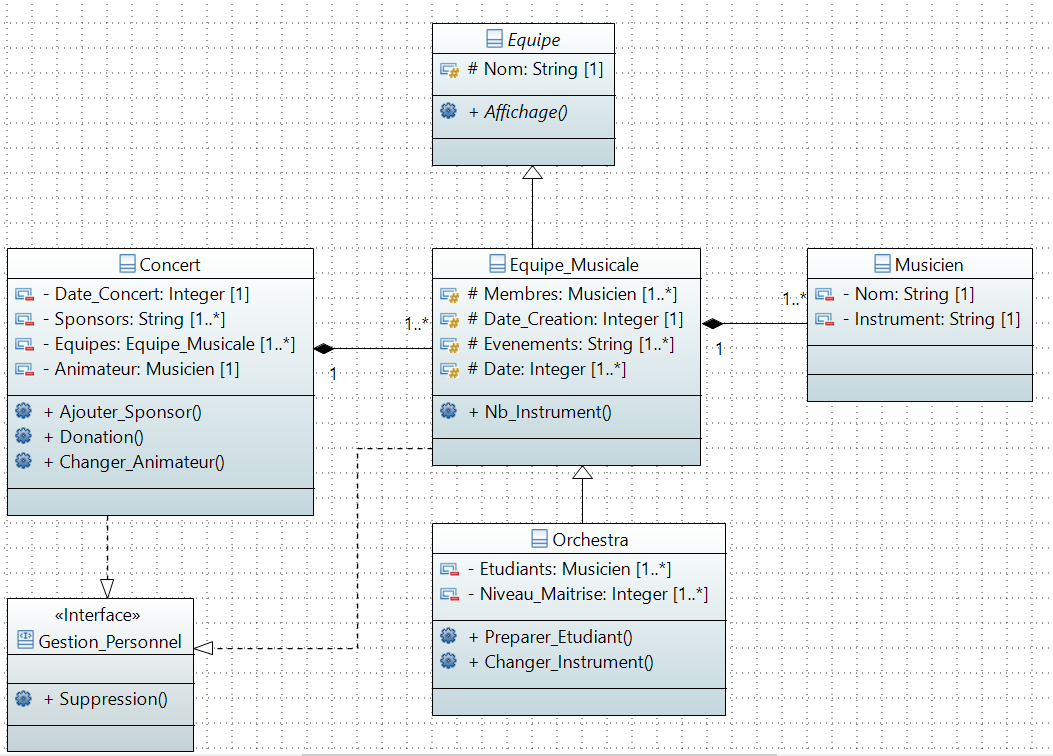 Equipe
# Nom: String [1]
+ Affichage()
Concert
- Date_Concert: Integer [1]
- Sponsors: String [1..*]
- Equipes: Equipe_Musicale [1..*]
- Animateur: Musicien [1]
+ Ajouter_Sponsor()
+ Donation()
+ Changer_Animateur()
1..*
1
Equipe_Musicale
# Membres: Musicien [1..*]
# Date_Creation: Integer [1]
# Evenements: String [1..*]
# Date: Integer [1..*]
+ Nb_Instrument()
1..*
1
Musicien
- Nom: String [1]
- Instrument: String [1]
Orchestra
- Etudiants: Musicien [1..*]
- Niveau_Maitrise: Integer [1..*]
+ Preparer_Etudiant()
+ Changer_Instrument()
«Interface»
Gestion_Personnel
+ Suppression()